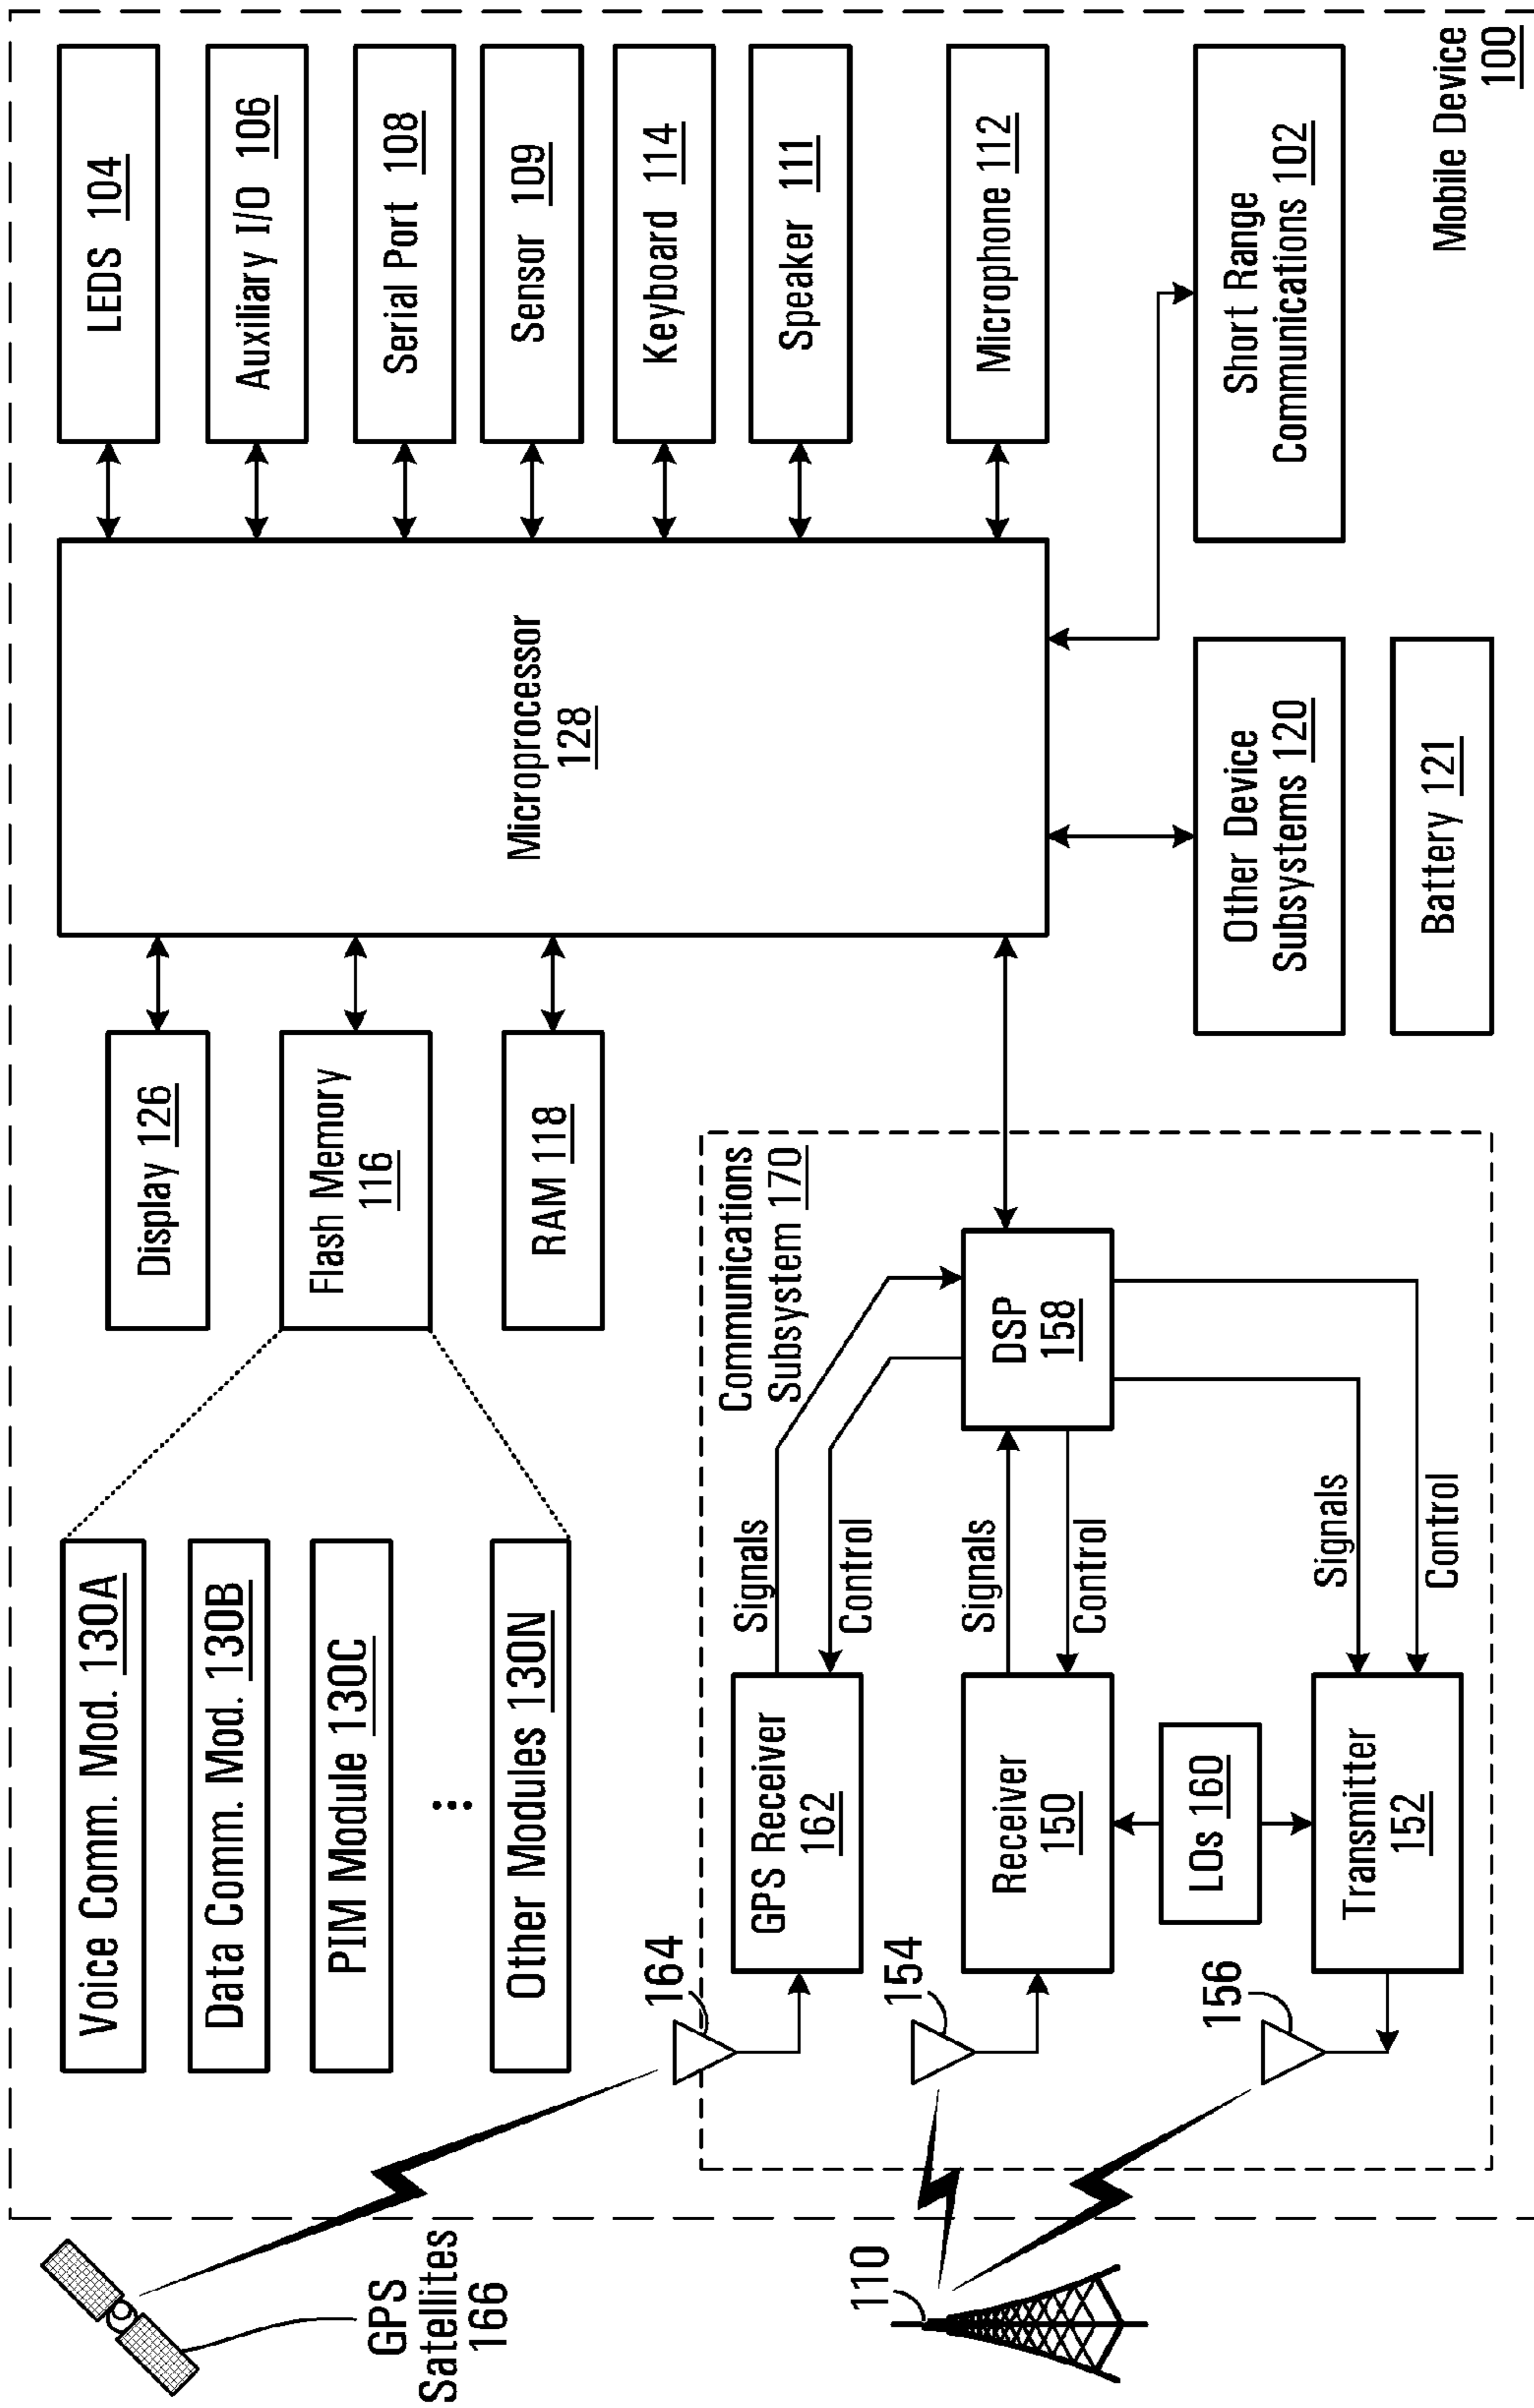 Voice Comm. Mod. 130A
Data Comm. Mod. 130B
PIM Module 130C
⋮
Other Modules 130N
Display 126
Flash Memory
116
RAM 118
Microprocessor
128
LEDS 104
Auxiliary I/O 106
Serial Port 108
Sensor 109
Keyboard 114
Speaker 111
Microphone 112
Short Range
Communications 102
Other Device
Subsystems 120
Battery 121
Mobile Device
100
GPS
Satellites
166
110
164
154
156
Communications
Subsystem 170
GPS Receiver
162
Signals
Control
Receiver
150
Signals
Control
DSP
158
LOs 160
Transmitter
152
Signals
Control